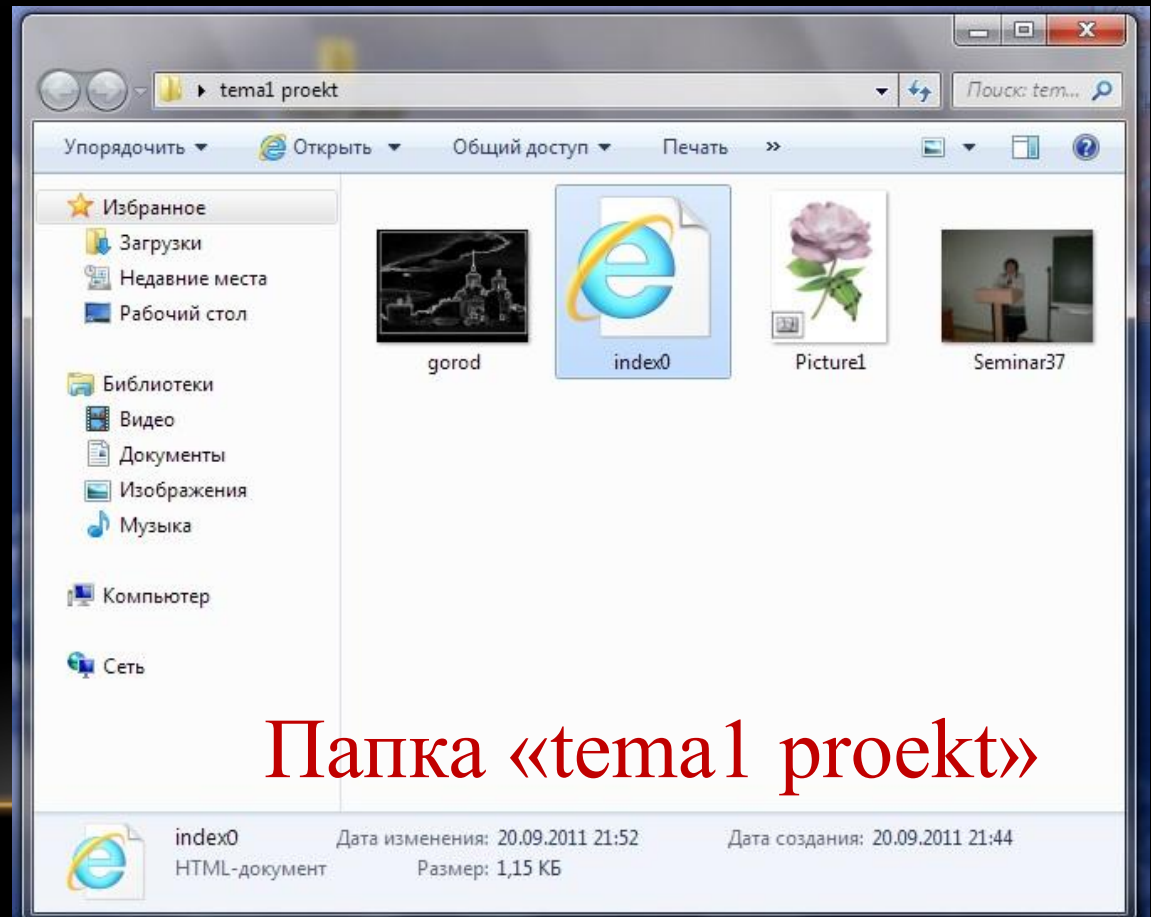 tema1 proekt
Поиск: tem...
Упорядочить Открыть Общий доступ Печать »
Избранное
Загрузки
Недавние места
Рабочий стол
Библиотеки
Видео
Документы
Изображения
Музыка
Компьютер
Сеть
gorod index0 Picture1 Seminar37
Папка «tema1 proekt»
index0 Дата изменения: 20.09.2011 21:52 Дата создания: 20.09.2011 21:44
HTML-документ Размер: 1,15 КБ